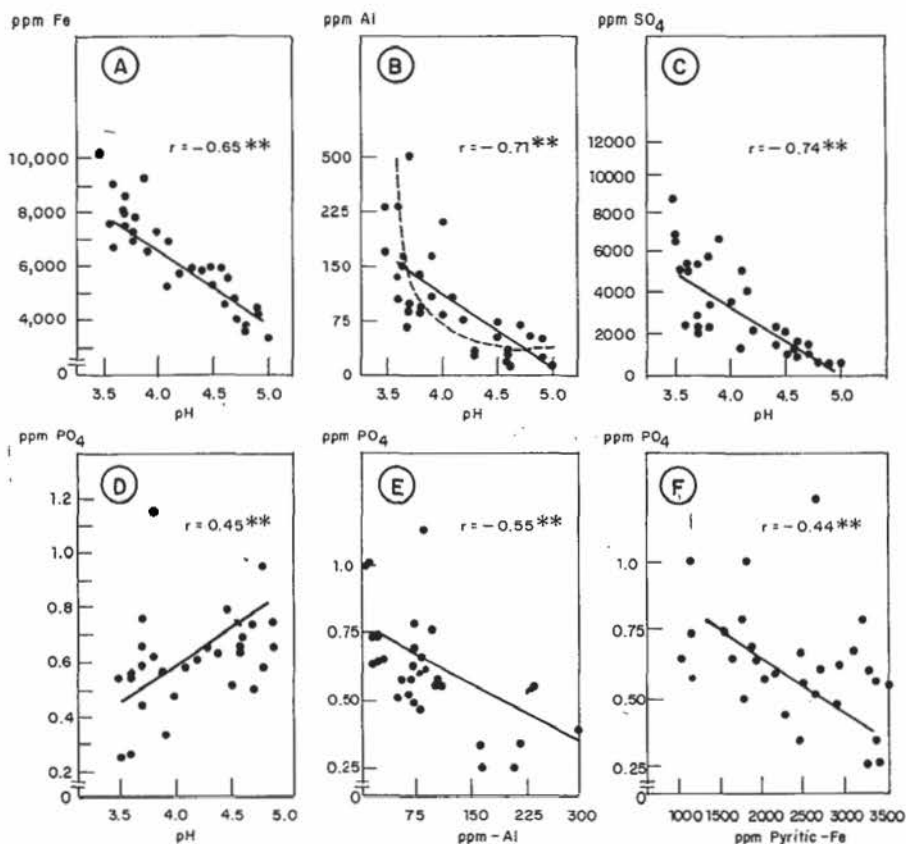 ppm Fe
A
r = -0.65 **
10,000
8,000
6,000
4,000
0
3.5 4.0 4.5 5.0
pH
ppm Al
B
r = -0.71 **
500
225
150
75
0
3.5 4.0 4.5 5.0
pH
ppm SO4
C
r = -0.74 **
12000
10000
8000
6000
4000
2000
0
3.5 4.0 4.5 5.0
pH
ppm PO4
D
r = 0.45 **
1.2
1.0
0.8
0.6
0.4
0.2
0
3.5 4.0 4.5 5.0
pH
ppm PO4
E
r = -0.55 **
1.0
0.75
0.50
0.25
0
75 150 225 300
ppm - Al
ppm PO4
F
r = -0.44 **
1.0
0.75
0.50
0.25
0
1000 1500 2000 2500 3000 3500
ppm Pyritic-Fe